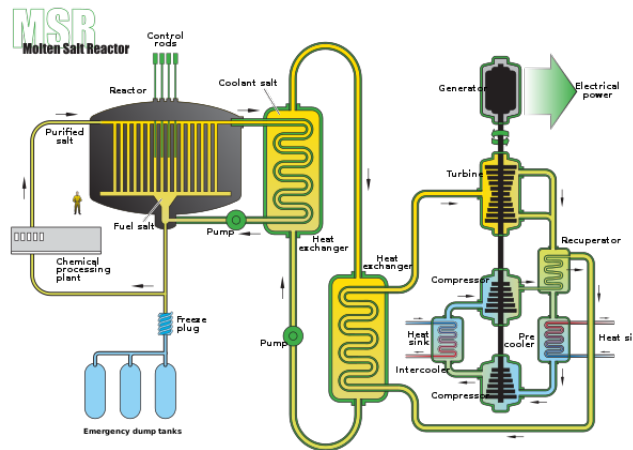 MSR
Molten Salt Reactor
Control
rods
Reactor
Coolant salt
Purified
salt
Fuel salt
Pump
Heat
exchanger
Chemical
processing
plant
Freeze
plug
Emergency dump tanks
Pump
Heat
exchanger
Generator
Electrical
power
Turbine
Recuperator
Compressor
Heat
sink
Pre
cooler
Heat si
Intercooler
Compressor